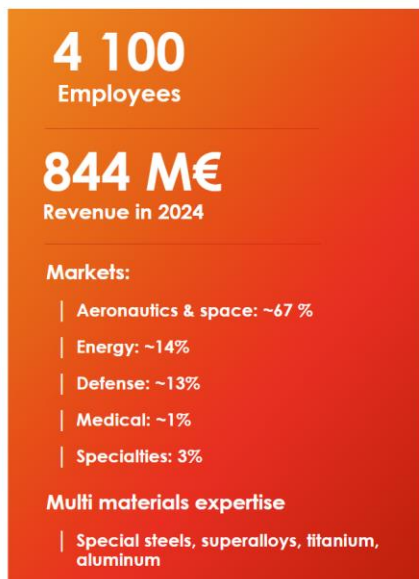 4 100
Employees
844 M€
Revenue in 2024
Markets:
Aeronautics & space: ~67 %
Energy: ~14%
Defense: ~13%
Medical: ~1%
Specialties: 3%
Multi materials expertise
Special steels, superalloys, titanium,
aluminum